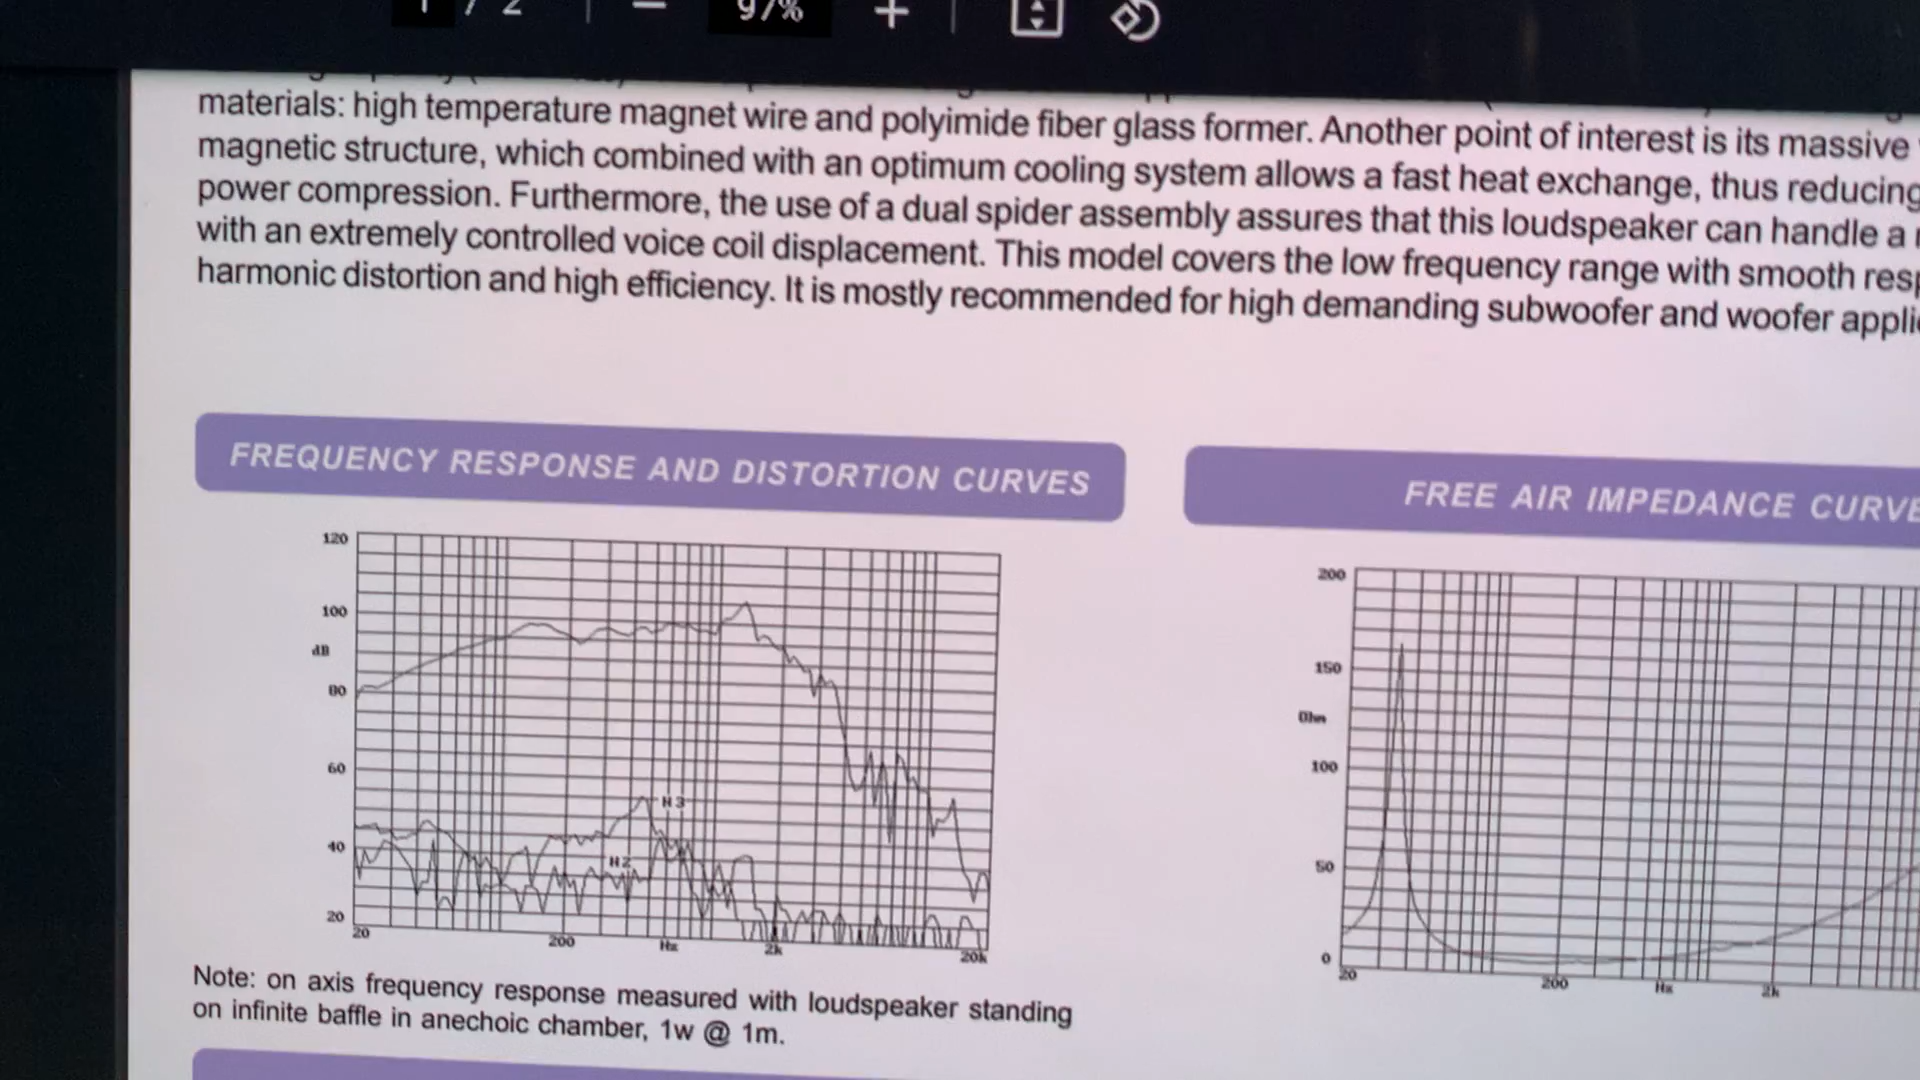 / 2
97%
materials: high temperature magnet wire and polyimide fiber glass former. Another point of interest is its massive
magnetic structure, which combined with an optimum cooling system allows a fast heat exchange, thus reducing
power compression. Furthermore, the use of a dual spider assembly assures that this loudspeaker can handle a
with an extremely controlled voice coil displacement. This model covers the low frequency range with smooth
harmonic distortion and high efficiency. It is mostly recommended for high demanding subwoofer and woofer
FREQUENCY RESPONSE AND DISTORTION CURVES
120
100
dB
80
60
H3
40
H2
20
20
200
Hz
2k
20k
Note: on axis frequency response measured with loudspeaker standing
on infinite baffle in anechoic chamber, 1w @ 1m.
FREE AIR IMPEDANCE CURVE
200
150
Ohm
100
50
0
20
200
Hz
2k